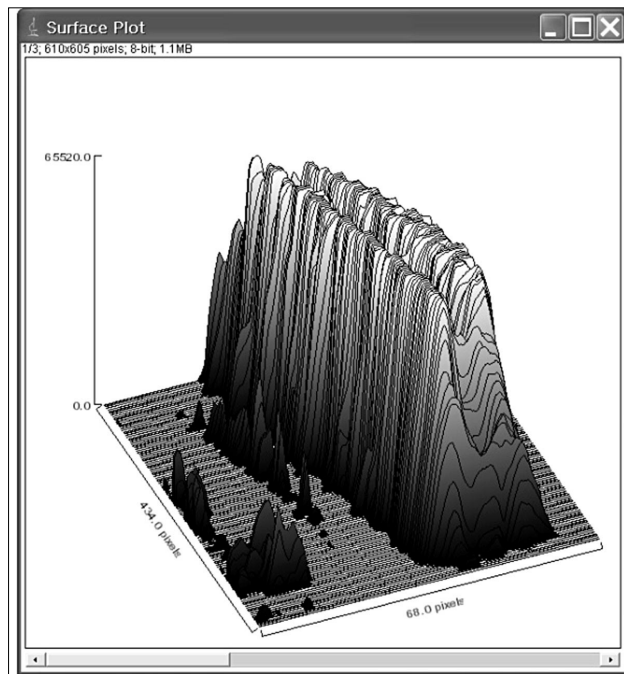 Surface Plot
1/3; 610x605 pixels; 8-bit; 1.1MB
65520.0
0.0
434.0 pixels
68.0 pixels